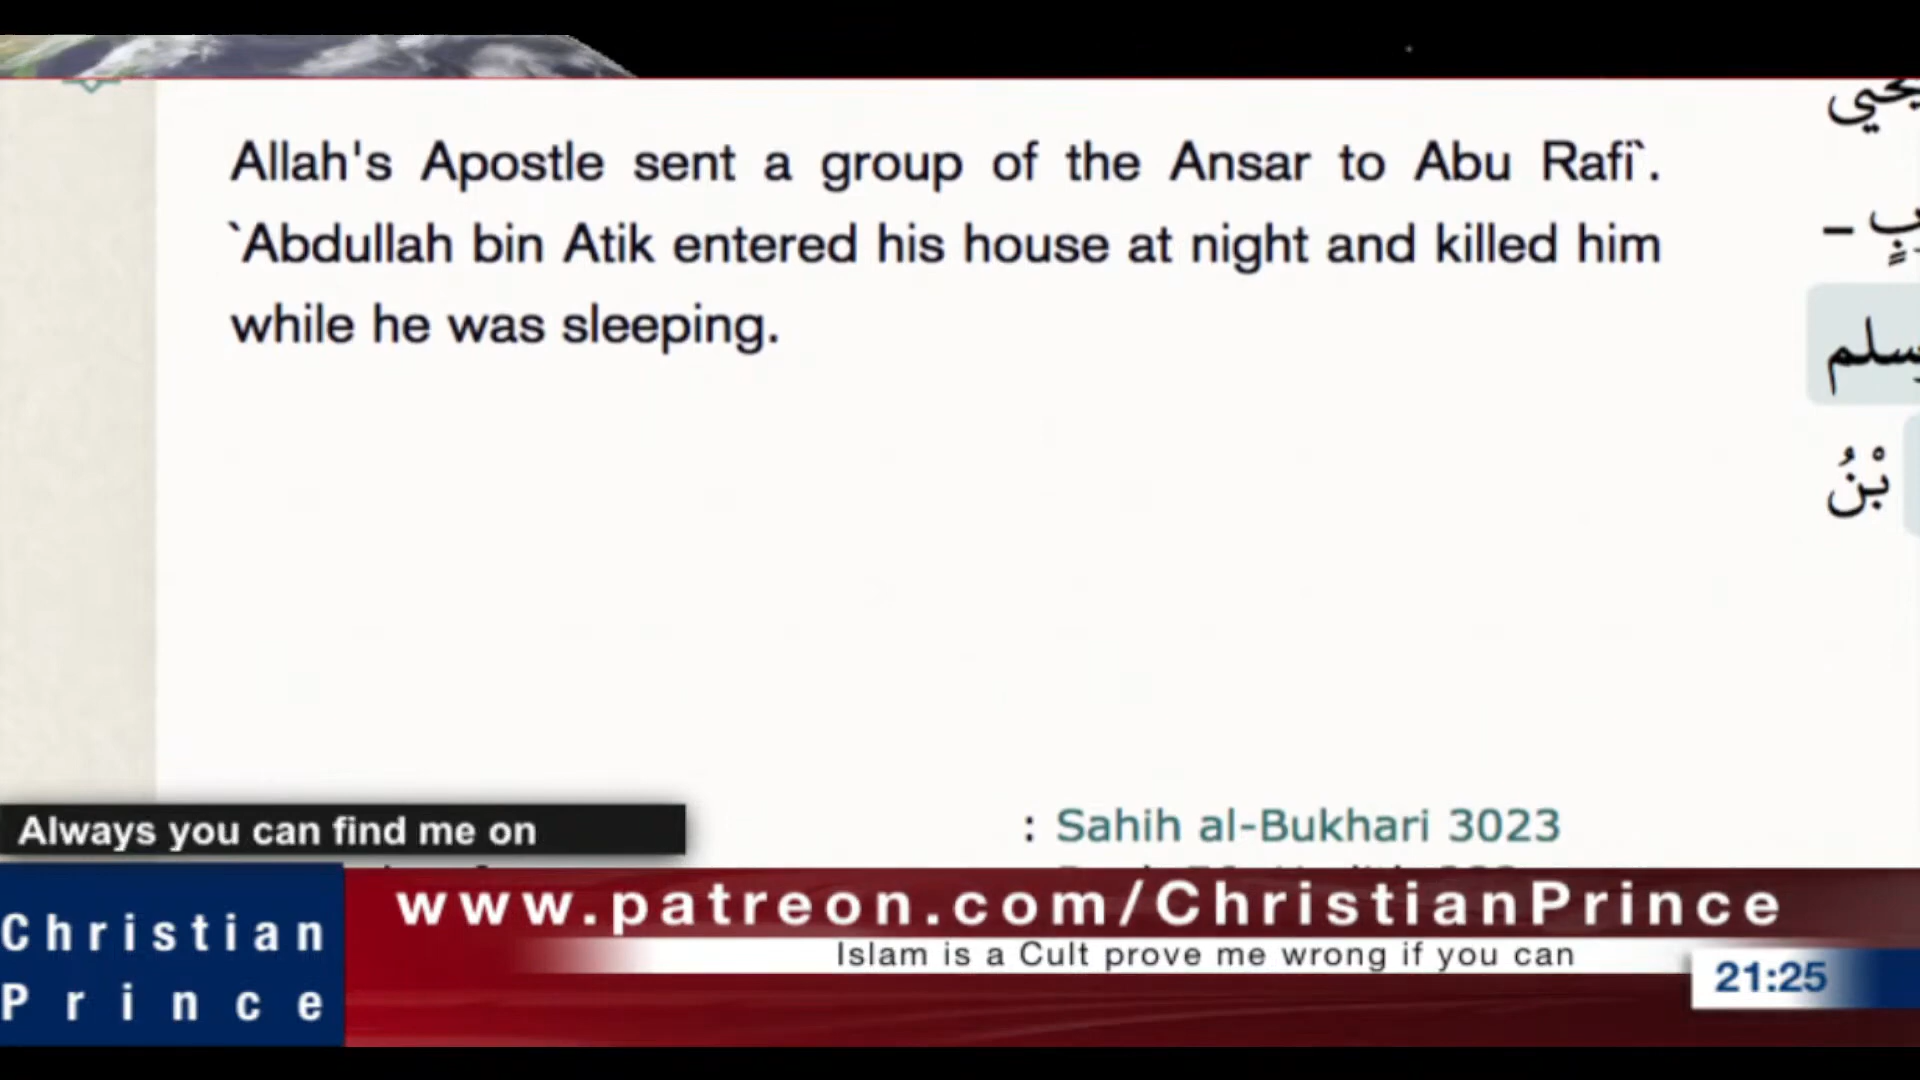 Allah's Apostle sent a group of the Ansar to Abu Rafi`.
`Abdullah bin Atik entered his house at night and killed him
while he was sleeping.
بْنُ
: Sahih al-Bukhari 3023
Always you can find me on
www.patreon.com/ChristianPrince
Islam is a Cult prove me wrong if you can
Christian
Prince
21:25